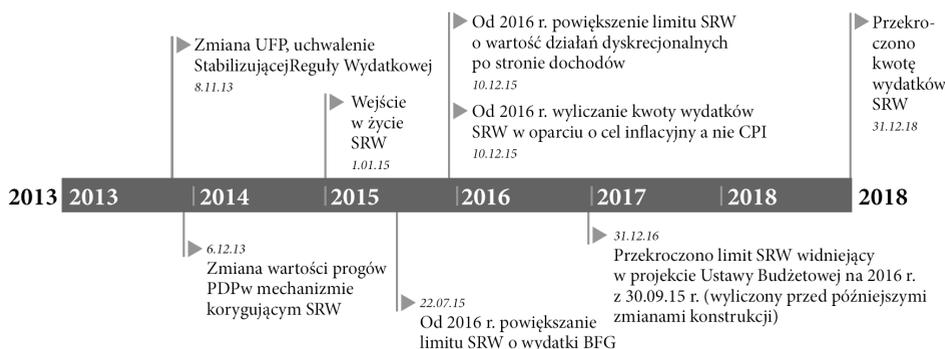 Zmiana UFP, uchwalenie
StabilizującejReguły Wydatkowej
8.11.13
Wejście
w życie
SRW
1.01.15
Od 2016 r. powiększenie limitu SRW
o wartość działań dyskrecjonalnych
po stronie dochodów
10.12.15
Od 2016 r. wyliczanie kwoty wydatków
SRW w oparciu o cel inflacyjny a nie CPI
10.12.15
Przekro-
czono
kwotę
wydatków
SRW
31.12.18
2013 2013 2014 2015 2016 2017 2018 2018
6.12.13
Zmiana wartości progów
PDPw mechanizmie
korygującym SRW
22.07.15
Od 2016 r. powiększanie
limitu SRW o wydatki BFG
31.12.16
Przekroczono limit SRW widniejący
w projekcie Ustawy Budżetowej na 2016 r.
z 30.09.15 r. (wyliczony przed późniejszymi
zmianami konstrukcji)